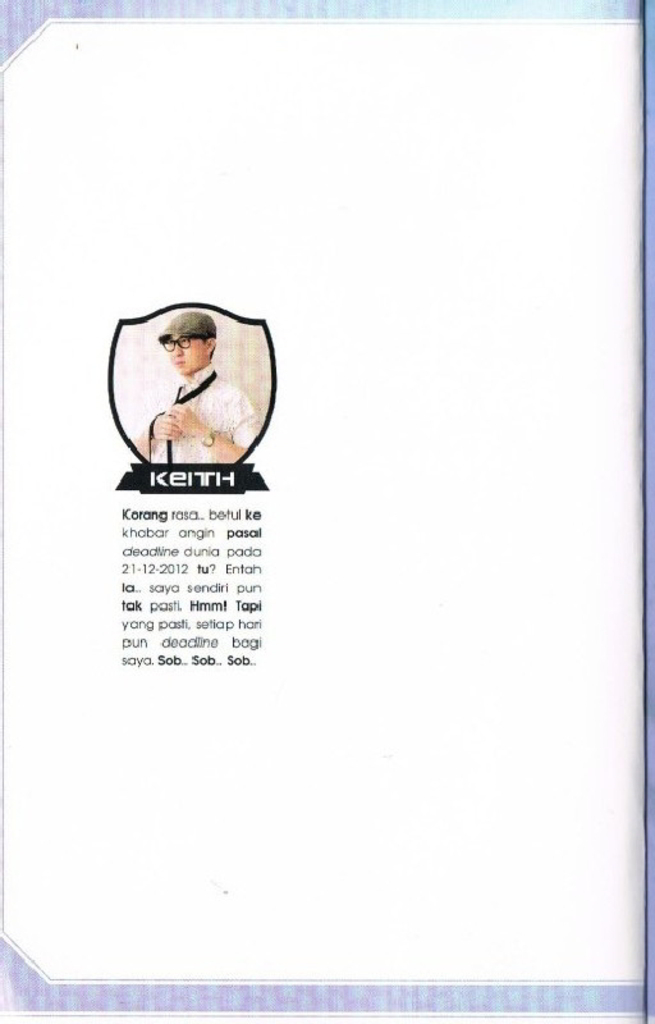 KEITH
Korang rasa.. betul ke
khabar angin pasal
deadline dunia pada
21-12-2012 tu? Entah
la.. saya sendiri pun
tak pasti. Hmm! Tapi
yang pasti, setiap hari
pun deadline bagi
saya. Sob.. Sob.. Sob..